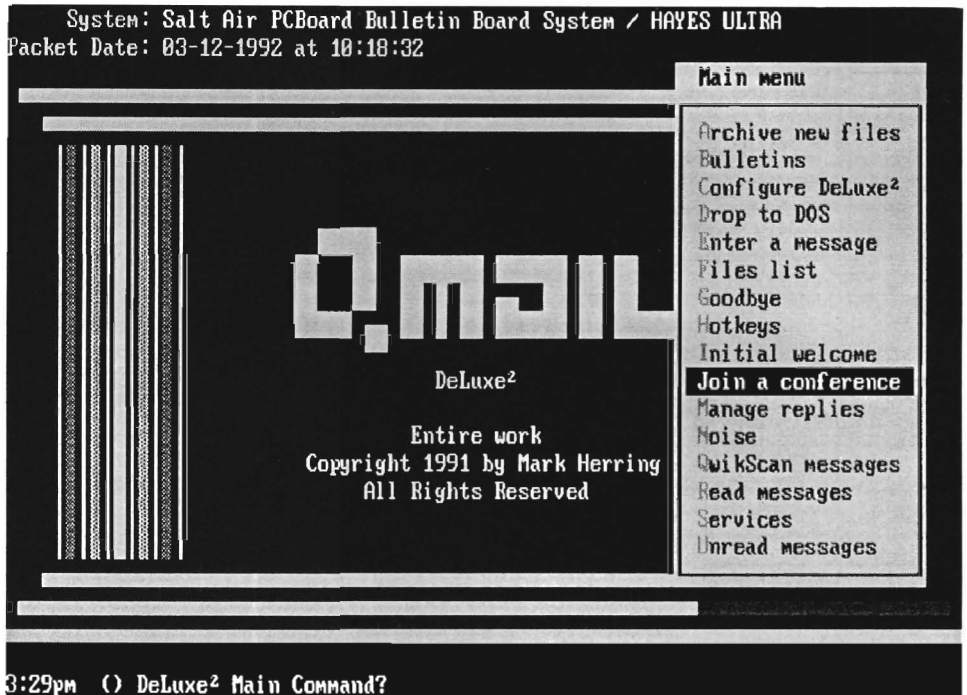 System: Salt Air PCBoard Bulletin Board System / HAYES ULTRA
Packet Date: 03-12-1992 at 10:18:32
Main menu
Archive new files
Bulletins
Configure DeLuxe²
Drop to DOS
Enter a message
Files list
Goodbye
Hotkeys
Initial welcome
Join a conference
Manage replies
Noise
QwikScan messages
Read messages
Services
Unread messages
Qmail
DeLuxe²
Entire work
Copyright 1991 by Mark Herring
All Rights Reserved
3:29pm () DeLuxe² Main Command?